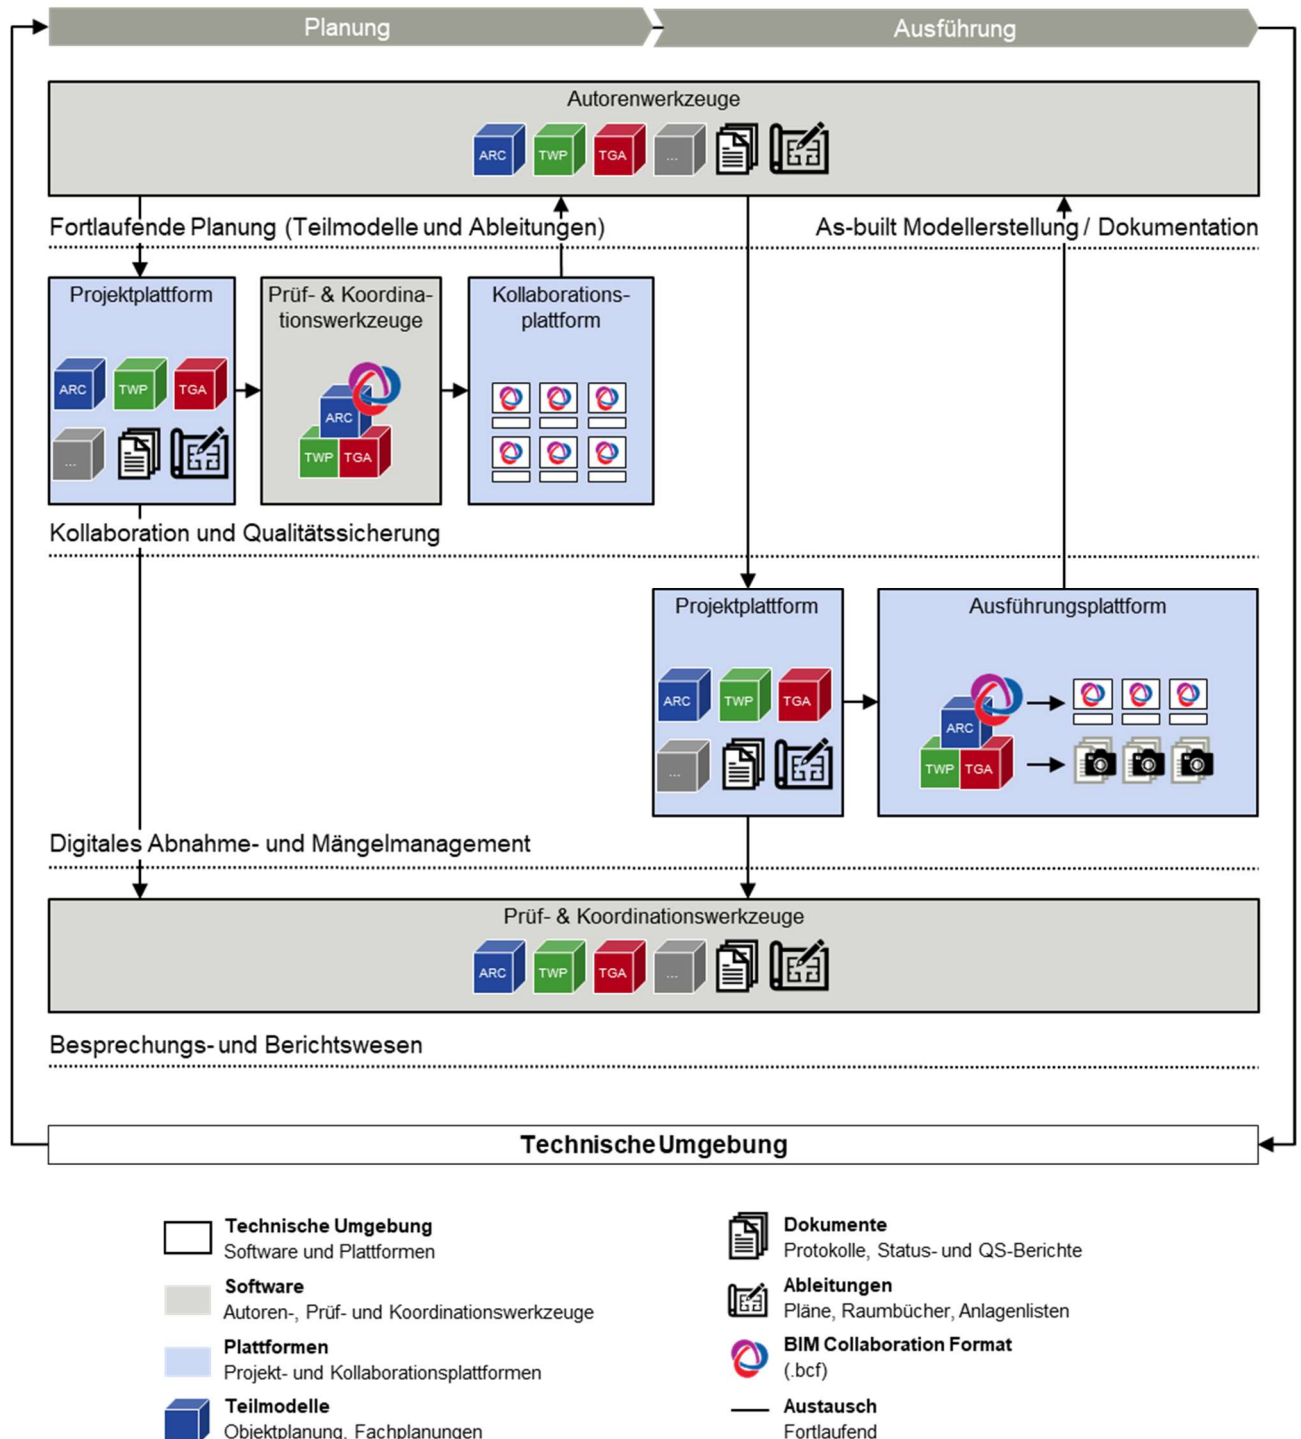 Planung
Ausführung
Autorenwerkzeuge
ARC TWP TGA ...
Fortlaufende Planung (Teilmodelle und Ableitungen)
As-built Modellerstellung / Dokumentation
Projektplattform
ARC TWP TGA
...
Prüf- & Koordina-
tionswerkzeuge
ARC
TWP TGA
Kollaborations-
plattform
Kollaboration und Qualitätssicherung
Projektplattform
ARC TWP TGA
...
Ausführungsplattform
ARC
TWP TGA
Digitales Abnahme- und Mängelmanagement
Prüf- & Koordinationswerkzeuge
ARC TWP TGA ...
Besprechungs- und Berichtswesen
Technische Umgebung
Technische Umgebung
Software und Plattformen
Software
Autoren-, Prüf- und Koordinationswerkzeuge
Plattformen
Projekt- und Kollaborationsplattformen
Teilmodelle
Objektplanung, Fachplanungen
Dokumente
Protokolle, Status- und QS-Berichte
Ableitungen
Pläne, Raumbücher, Anlagenlisten
BIM Collaboration Format
(.bcf)
Austausch
Fortlaufend